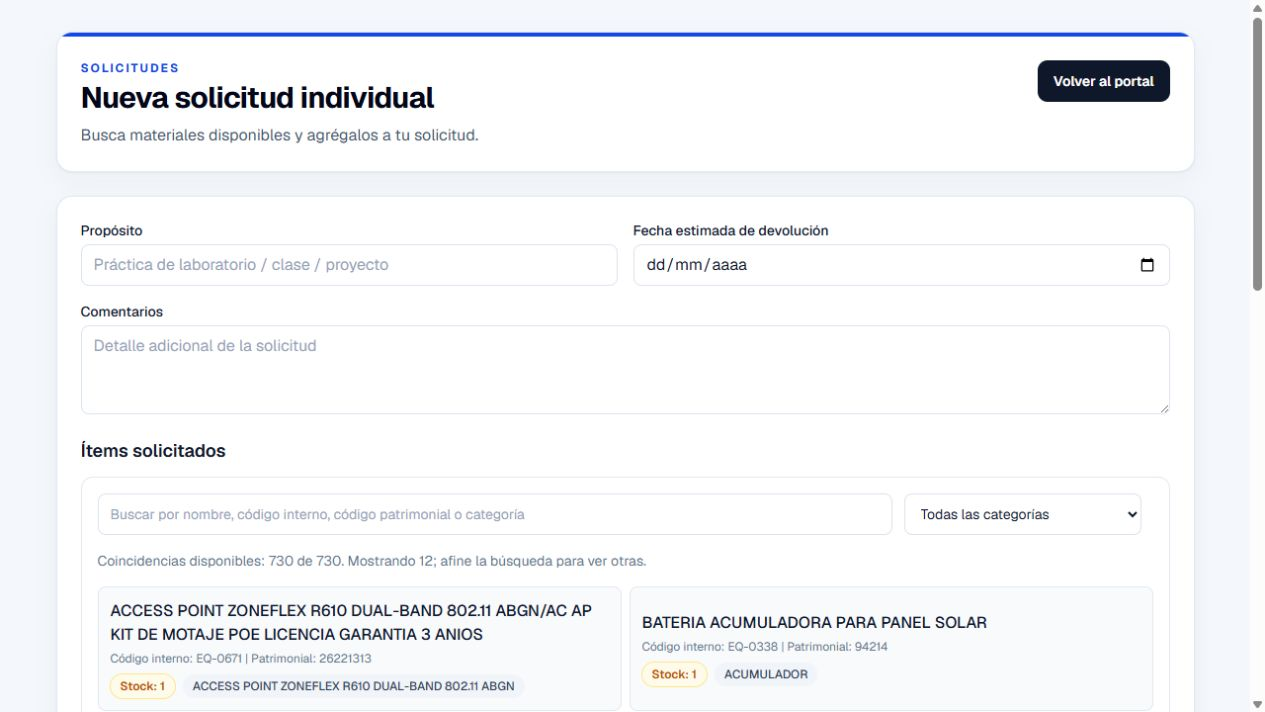 SOLICITUDES
Nueva solicitud individual
Volver al portal
Busca materiales disponibles y agrégalos a tu solicitud.
Propósito
Fecha estimada de devolución
Práctica de laboratorio / clase / proyecto
dd/mm/aaaa
Comentarios
Detalle adicional de la solicitud
Ítems solicitados
Buscar por nombre, código interno, código patrimonial o categoría
Todas las categorías
Coincidencias disponibles: 730 de 730. Mostrando 12; afine la búsqueda para ver otras.
ACCESS POINT ZONEFLEX R610 DUAL-BAND 802.11 ABGN/AC AP
KIT DE MOTAJE POE LICENCIA GARANTIA 3 ANIOS
Código interno: EQ-0671 | Patrimonial: 26221313
Stock: 1
ACCESS POINT ZONEFLEX R610 DUAL-BAND 802.11 ABGN
BATERIA ACUMULADORA PARA PANEL SOLAR
Código interno: EQ-0338 | Patrimonial: 94214
Stock: 1
ACUMULADOR